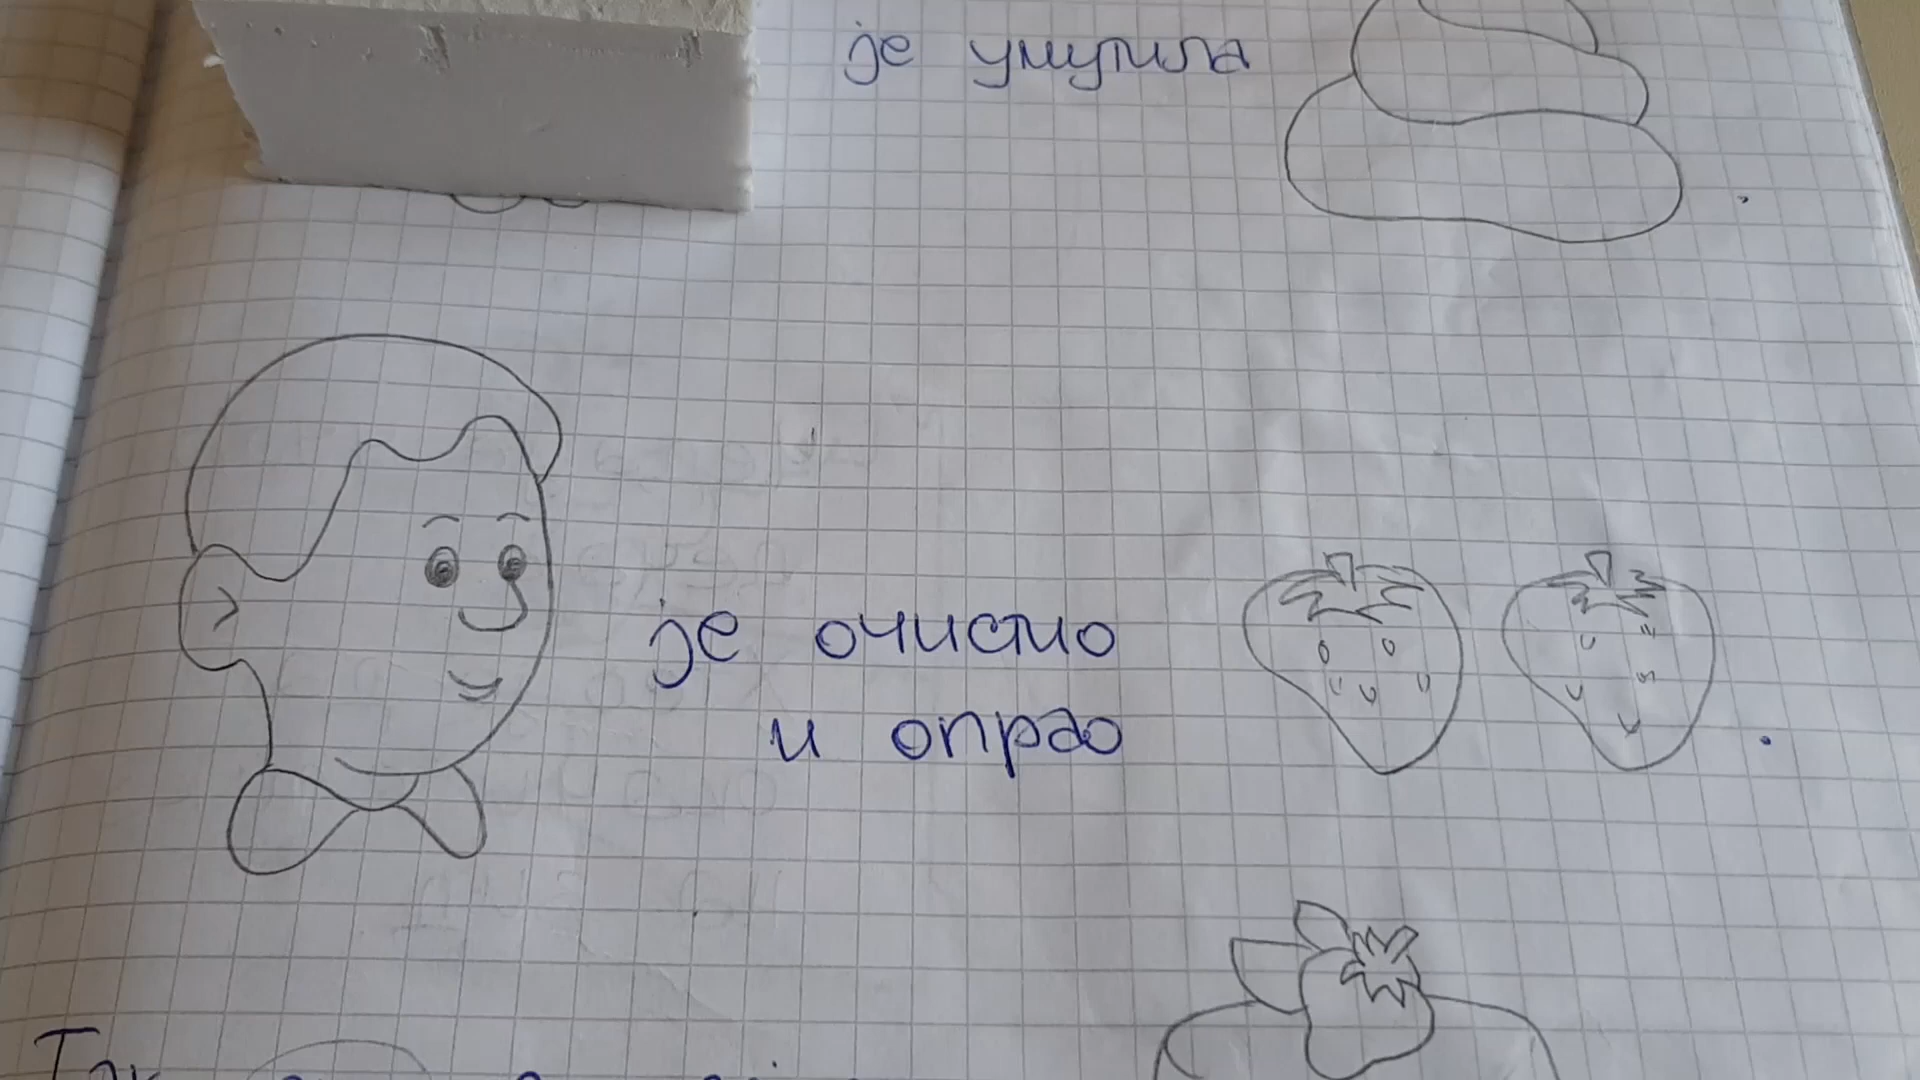 је умутила
је очистио
и опрао